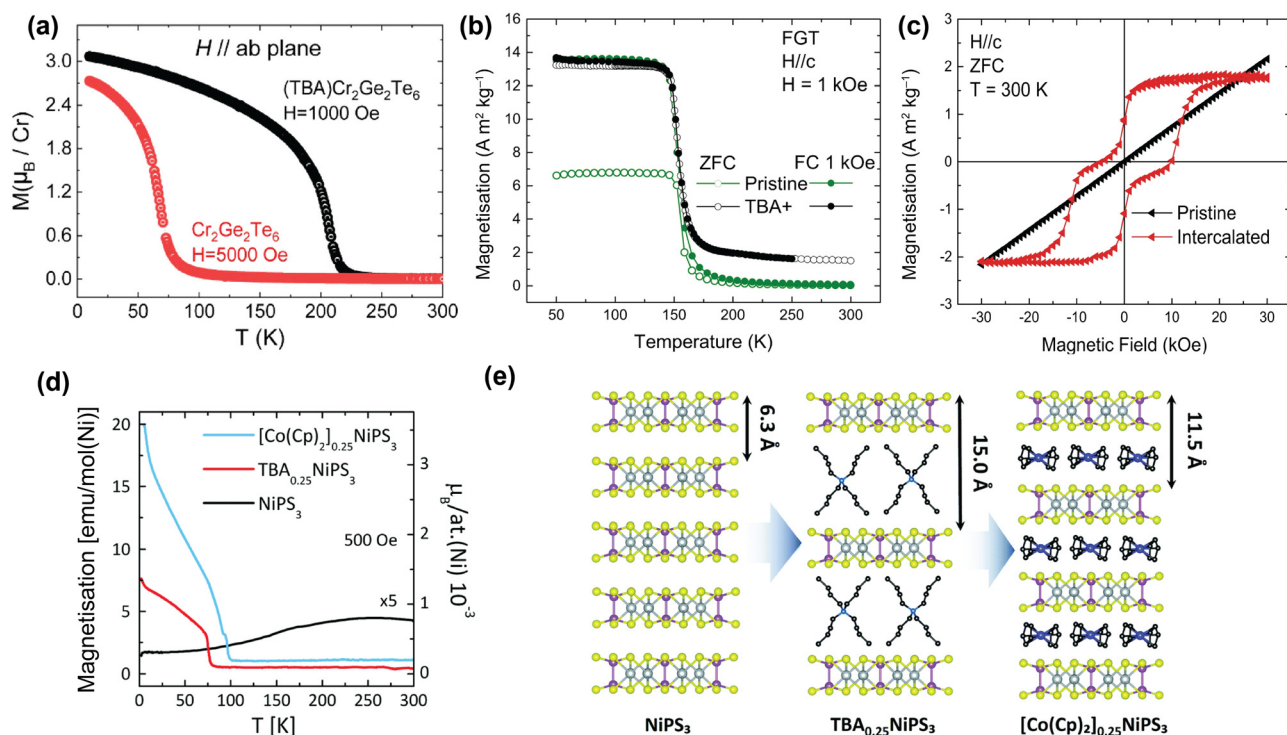 (a)
H // ab plane
(TBA)Cr₂Ge₂Te₆
H=1000 Oe
Cr₂Ge₂Te₆
H=5000 Oe
M(μ_B / Cr)
3.0
2.4
1.8
1.2
0.6
0.0
0 50 100 150 200 250 300
T (K)
(b)
FGT
H//c
H = 1 kOe
ZFC FC 1 kOe
Pristine
TBA+
Magnetisation (A m² kg⁻¹)
16
14
12
10
8
6
4
2
0
50 100 150 200 250 300
Temperature (K)
(c)
H//c
ZFC
T = 300 K
Pristine
Intercalated
Magnetisation (A m² kg⁻¹)
3
2
1
0
-1
-2
-3
-30 -20 -10 0 10 20 30
Magnetic Field (kOe)
(d)
[Co(Cp)₂]₀.₂₅NiPS₃
TBA₀.₂₅NiPS₃
NiPS₃
500 Oe
x5
Magnetisation [emu/mol(Ni)]
20
15
10
5
0
3
2
1
0
μ_B/at.(Ni) 10⁻³
0 50 100 150 200 250 300
T [K]
(e)
6.3 Å
15.0 Å
11.5 Å
NiPS₃
TBA₀.₂₅NiPS₃
[Co(Cp)₂]₀.₂₅NiPS₃